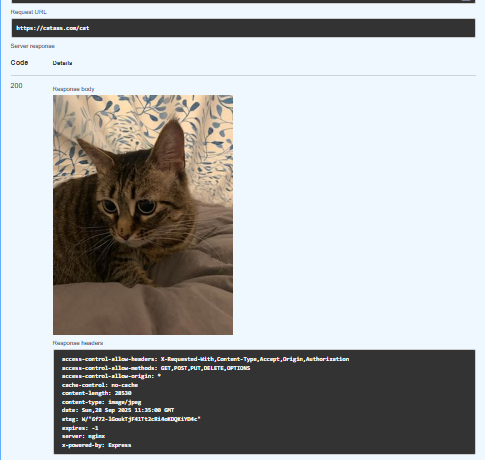 Request URL
https://cataas.com/cat
Server response
Code Details
200
Response body
Response headers
access-control-allow-headers: X-Requested-With,Content-Type,Accept,Origin,Authorization
access-control-allow-methods: GET,POST,PUT,DELETE,OPTIONS
access-control-allow-origin: *
cache-control: no-cache
content-length: 28530
content-type: image/jpeg
date: Sun,28 Sep 2025 11:35:00 GMT
etag:
expires: -1
server: nginx
x-powered-by: Express